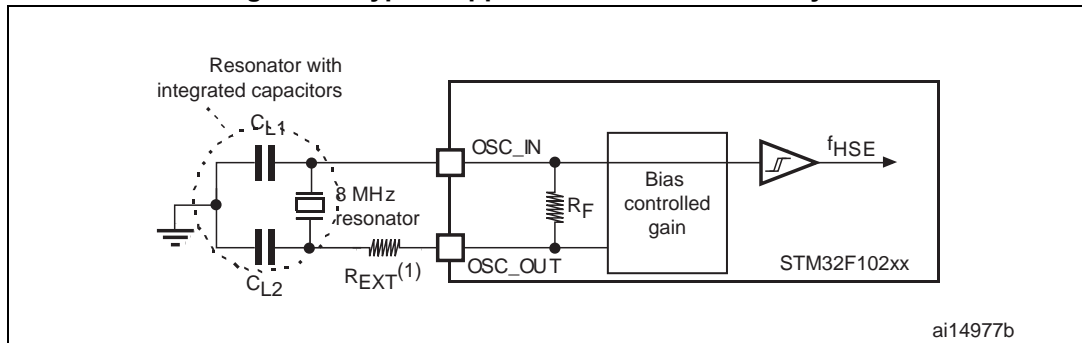 Resonator with
integrated capacitors
CL1
OSC_IN
fHSE
8 MHz
resonator
RF
Bias
controlled
gain
OSC_OUT
STM32F102xx
REXT(1)
CL2
ai14977b